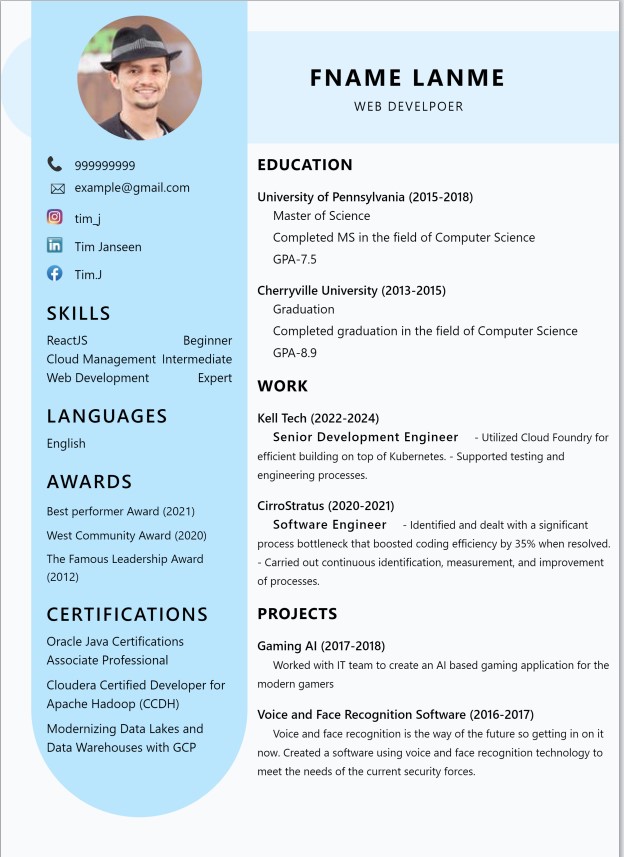 FNAME LANME
WEB DEVELPOER
999999999
example@gmail.com
tim_j
Tim Janseen
Tim.J
SKILLS
ReactJS Beginner
Cloud Management Intermediate
Web Development Expert
LANGUAGES
English
AWARDS
Best performer Award (2021)
West Community Award (2020)
The Famous Leadership Award
(2012)
CERTIFICATIONS
Oracle Java Certifications
Associate Professional
Cloudera Certified Developer for
Apache Hadoop (CCDH)
Modernizing Data Lakes and
Data Warehouses with GCP
EDUCATION
University of Pennsylvania (2015-2018)
Master of Science
Completed MS in the field of Computer Science
GPA-7.5
Cherryville University (2013-2015)
Graduation
Completed graduation in the field of Computer Science
GPA-8.9
WORK
Kell Tech (2022-2024)
Senior Development Engineer - Utilized Cloud Foundry for
efficient building on top of Kubernetes. - Supported testing and
engineering processes.
CirroStratus (2020-2021)
Software Engineer - Identified and dealt with a significant
process bottleneck that boosted coding efficiency by 35% when resolved.
- Carried out continuous identification, measurement, and improvement
of processes.
PROJECTS
Gaming AI (2017-2018)
Worked with IT team to create an AI based gaming application for the
modern gamers
Voice and Face Recognition Software (2016-2017)
Voice and face recognition is the way of the future so getting in on it
now. Created a software using voice and face recognition technology to
meet the needs of the current security forces.